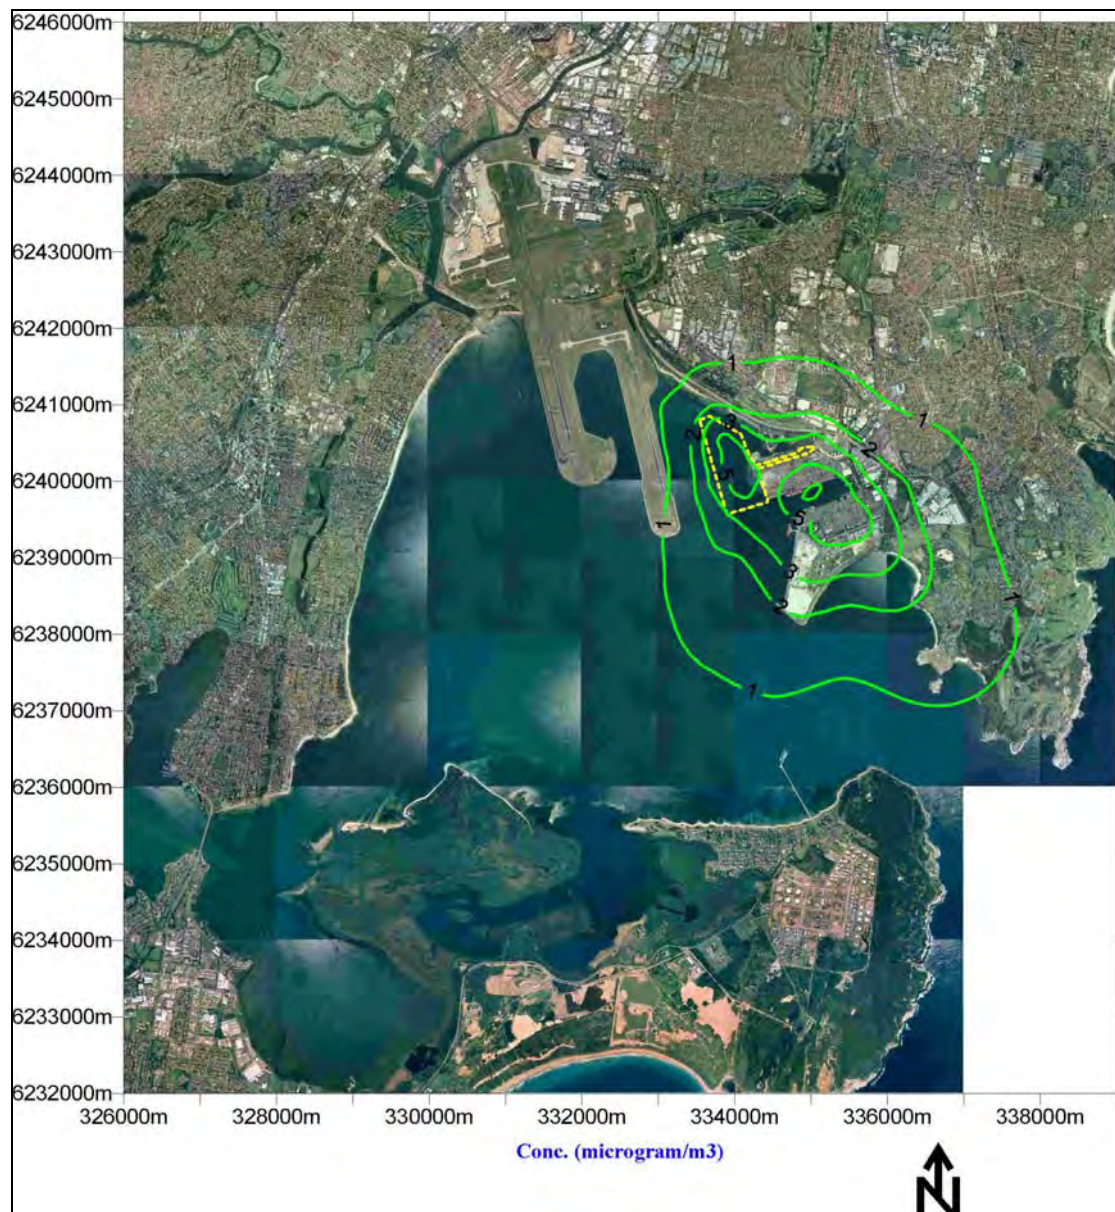 6246000m
6245000m
6244000m
6243000m
6242000m
6241000m
6240000m
6239000m
6238000m
6237000m
6236000m
6235000m
6234000m
6233000m
6232000m
1
1
3
2
2
5
5
1
3
1
2
1
326000m 328000m 330000m 332000m 334000m 336000m 338000m
Conc. (microgram/m3)
N